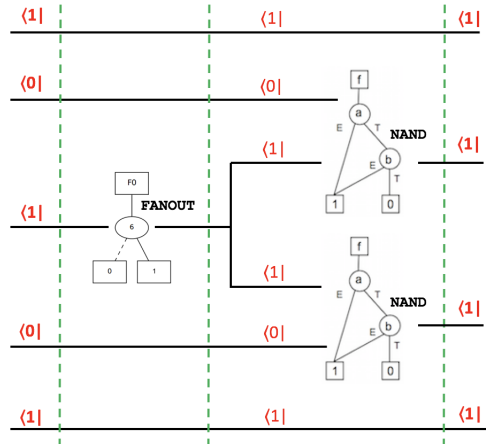 ⟨1| ⟨1| ⟨1|
⟨0| ⟨0|
f
a
E T NAND
⟨1| b ⟨1|
E T
F0
1 0
FANOUT
⟨1| 6
f
0 1
⟨1| a
E T NAND
⟨1|
b
E T
⟨0| ⟨0|
1 0
⟨1| ⟨1| ⟨1|